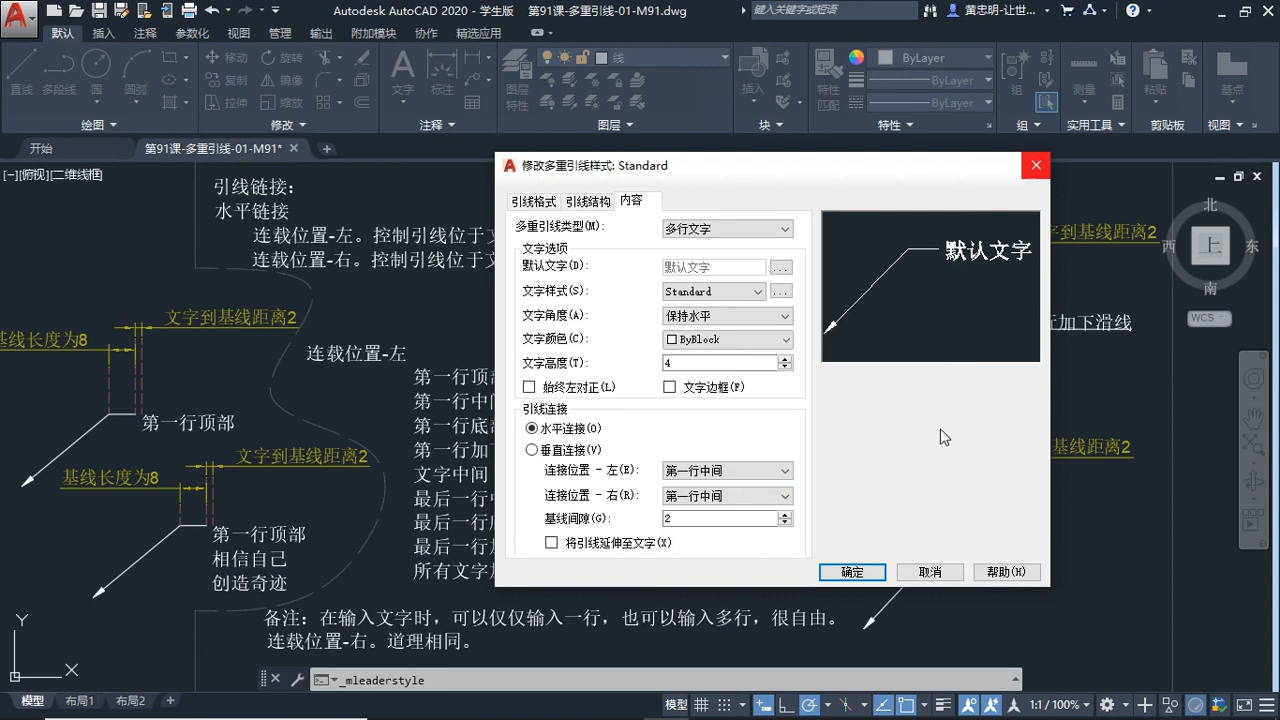 Autodesk AutoCAD 2020 - 学生版 第91课-多重引线-01-M91.dwg
键入关键字或短语
黄志明-让世...
默认 插入 注释 参数化 视图 管理 输出 附加模块 协作 精选应用
直线 多段线 圆 圆弧
移动 旋转
复制 镜像
拉伸 缩放
文字 标注
图层特性
线
插入
特性匹配
ByLayer
ByLayer
ByLayer
组
测量
粘贴
基点
绘图 修改 注释 图层 块 特性 组 实用工具 剪贴板 视图
开始 第91课-多重引线-01-M91*
[-][俯视][二维线框]
引线链接:
水平链接
连载位置-左。控制引线位于文
连载位置-右。控制引线位于文
文字到基线距离2
基线长度为8
连载位置-左
第一行顶部
文字到基线距离2
基线长度为8
第一行顶部
相信自己
创造奇迹
第一行顶部
第一行中间
第一行底部
第一行加下
文字中间
最后一行中
最后一行底
最后一行加
所有文字加
备注: 在输入文字时, 可以仅仅输入一行, 也可以输入多行, 很自由。
连载位置-右。道理相同。
修改多重引线样式: Standard
引线格式 引线结构 内容
多重引线类型(M): 多行文字
文字选项
默认文字(D): 默认文字 ...
文字样式(S): Standard ...
文字角度(A): 保持水平
文字颜色(C): ByBlock
文字高度(T): 4
始终左对正(L) 文字边框(F)
引线连接
水平连接(O)
垂直连接(V)
连接位置 - 左(E): 第一行中间
连接位置 - 右(R): 第一行中间
基线间隙(G): 2
将引线延伸至文字(X)
默认文字
确定 取消 帮助(H)
字到基线距离2
行加下滑线
基线距离2
北
西 上 东
南
WCS
Y
X
_mleaderstyle
模型 布局1 布局2 +
模型 1:1 / 100%